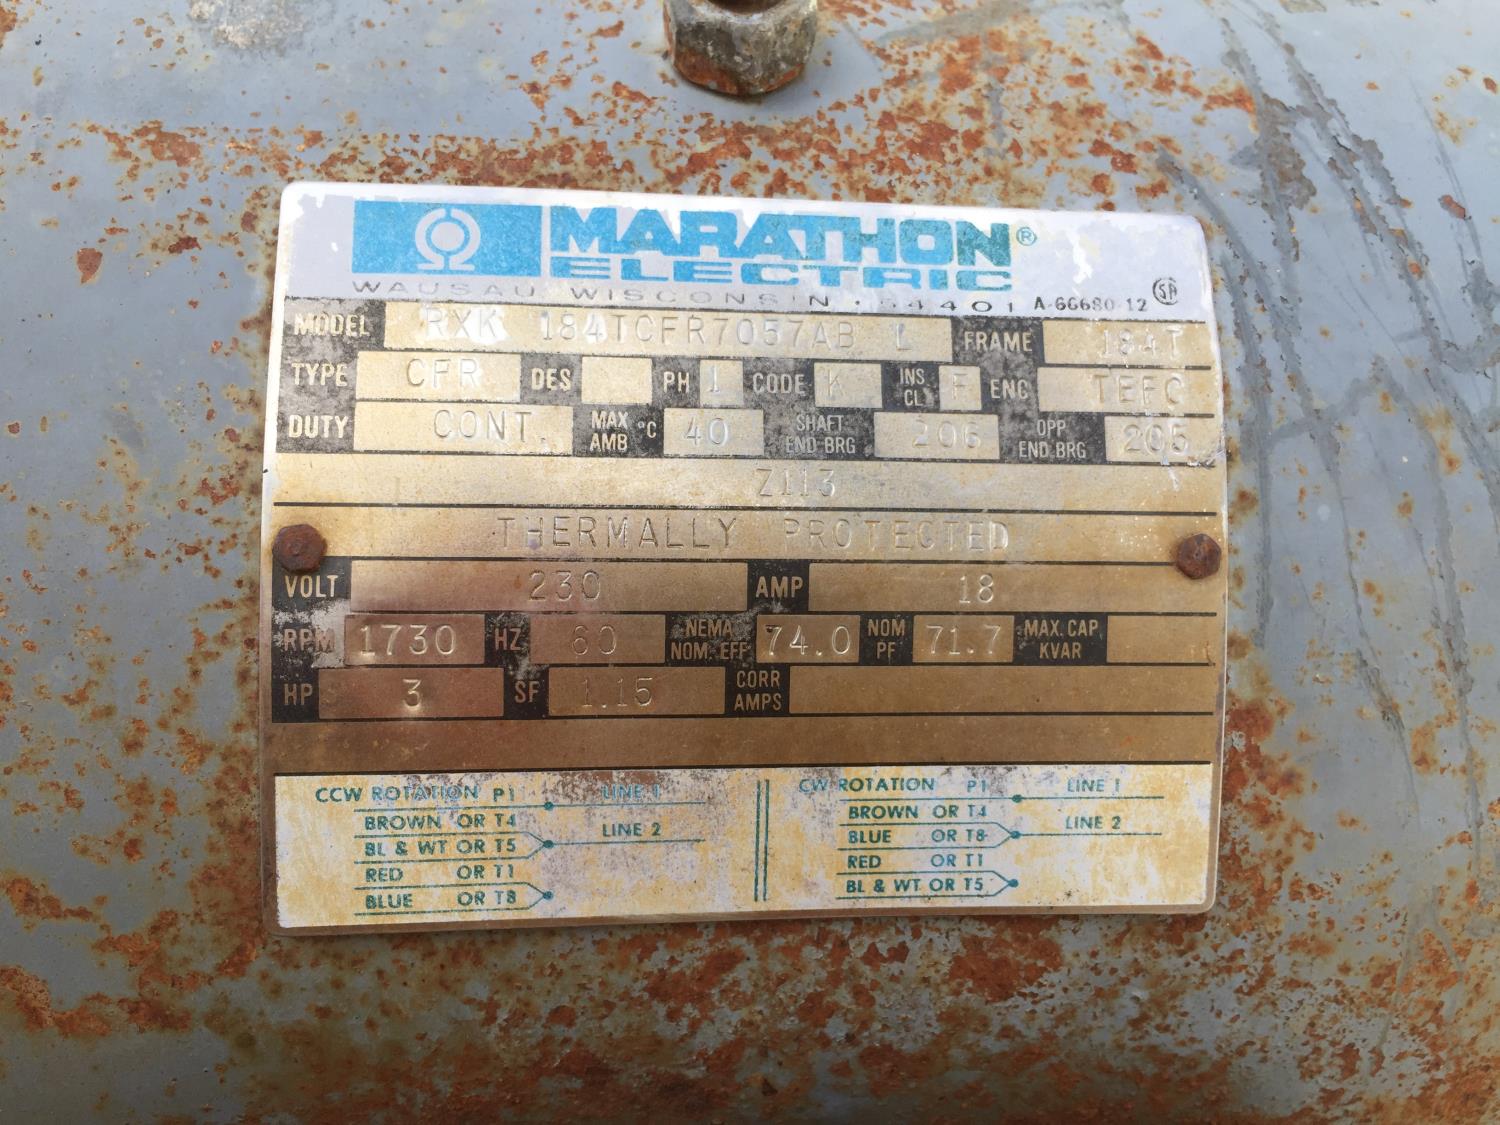 MARATHON®
ELECTRIC
WAUSAU, WISCONSIN • 54401 A-66680-12 SA
MODEL RXK 184TCFR7057AB L FRAME 184T
TYPE CFR DES PH 1 CODE K INS CL F ENC TEFC
DUTY CONT. MAX AMB °C 40 SHAFT END BRG 206 OPP END BRG 205
Z113
THERMALLY PROTECTED
VOLT 230 AMP 18
RPM 1730 HZ 60 NEMA NOM. EFF 74.0 NOM PF 71.7 MAX. CAP KVAR
HP 3 SF 1.15 CORR AMPS
CCW ROTATION P1 LINE 1
BROWN OR T4
LINE 2
BL & WT OR T5
RED OR T1
BLUE OR T8
CW ROTATION P1 LINE 1
BROWN OR T4
LINE 2
BLUE OR T8
RED OR T1
BL & WT OR T5